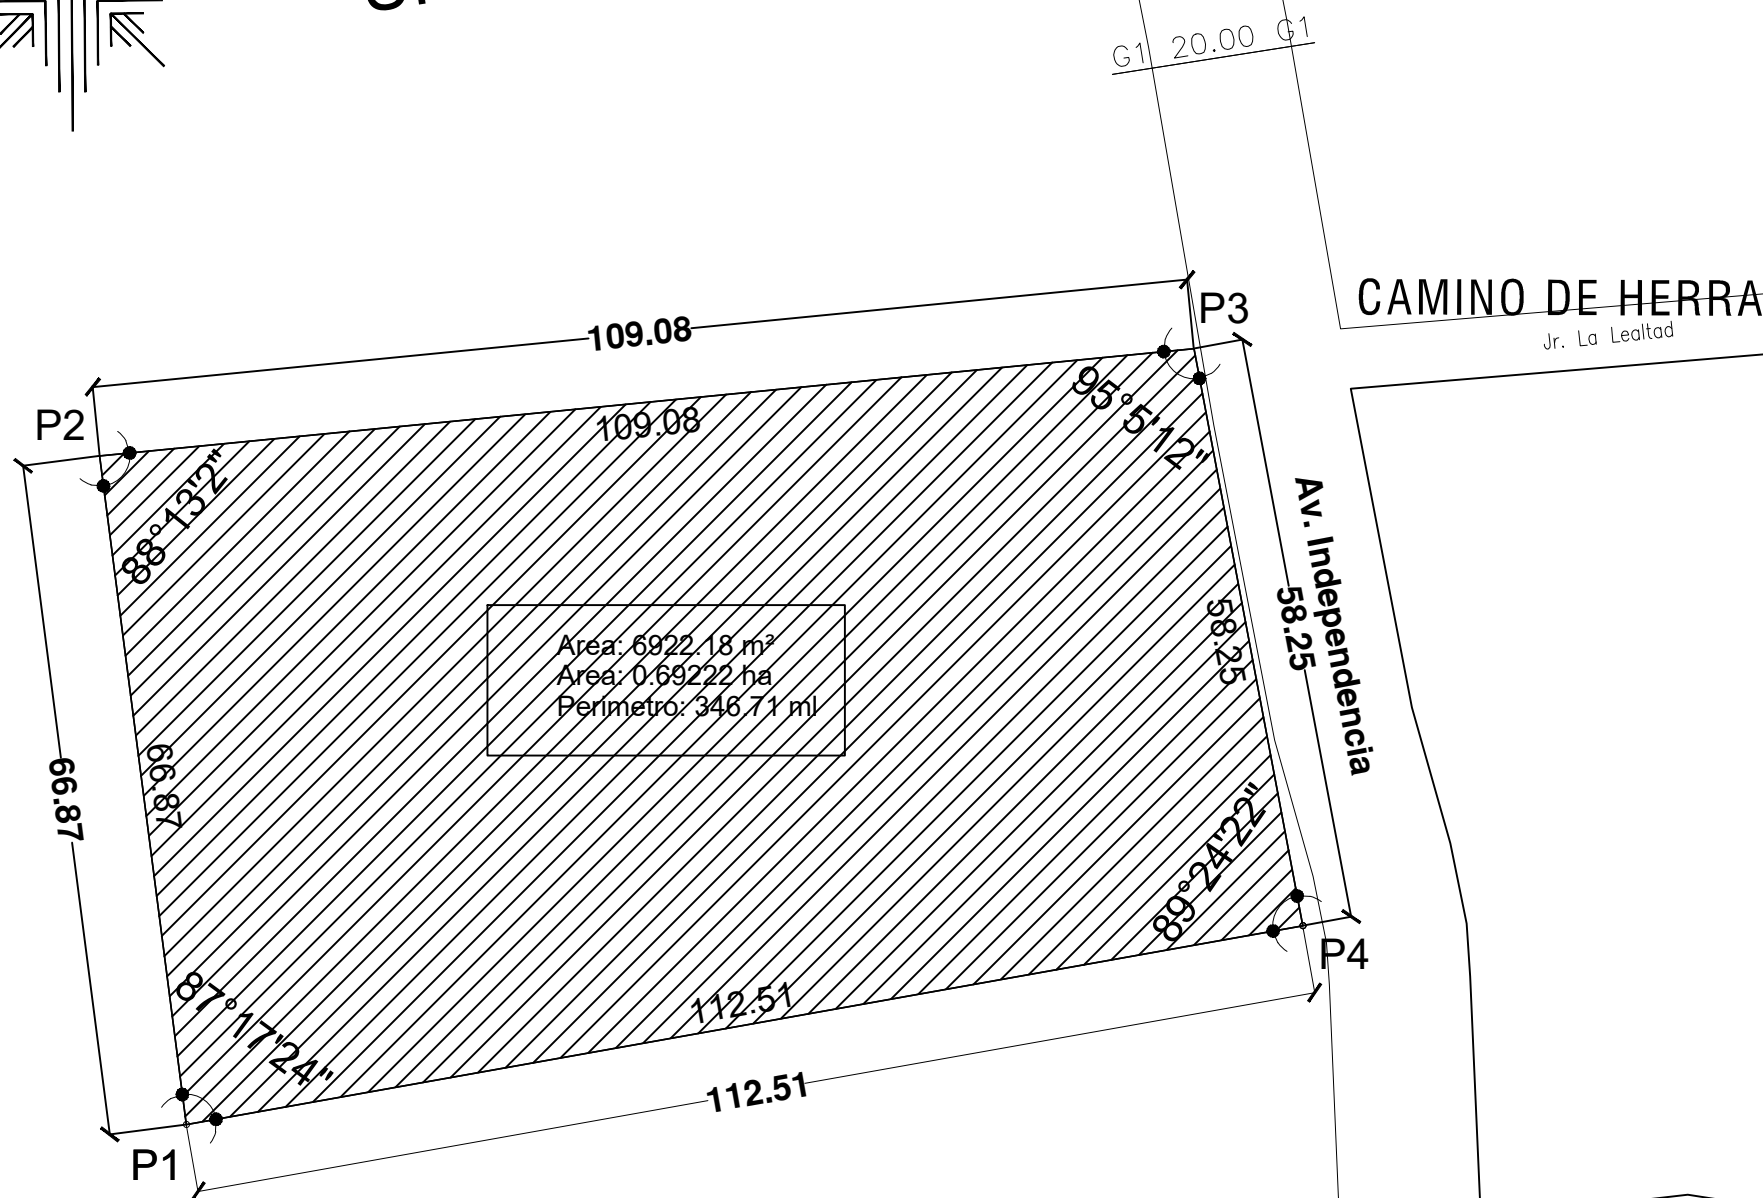 G1 20.00 G1
CAMINO DE HERRA
Jr. La Lealtad
P3
109.08
P2
109.08
95°5'12"
88°13'2"
Av. Independencia
58.25
58.25
Area: 6922.18 m²
Area: 0.69222 ha
Perimetro: 346.71 ml
66.87
66.87
89°24'22"
P4
87°17'24"
112.51
112.51
P1